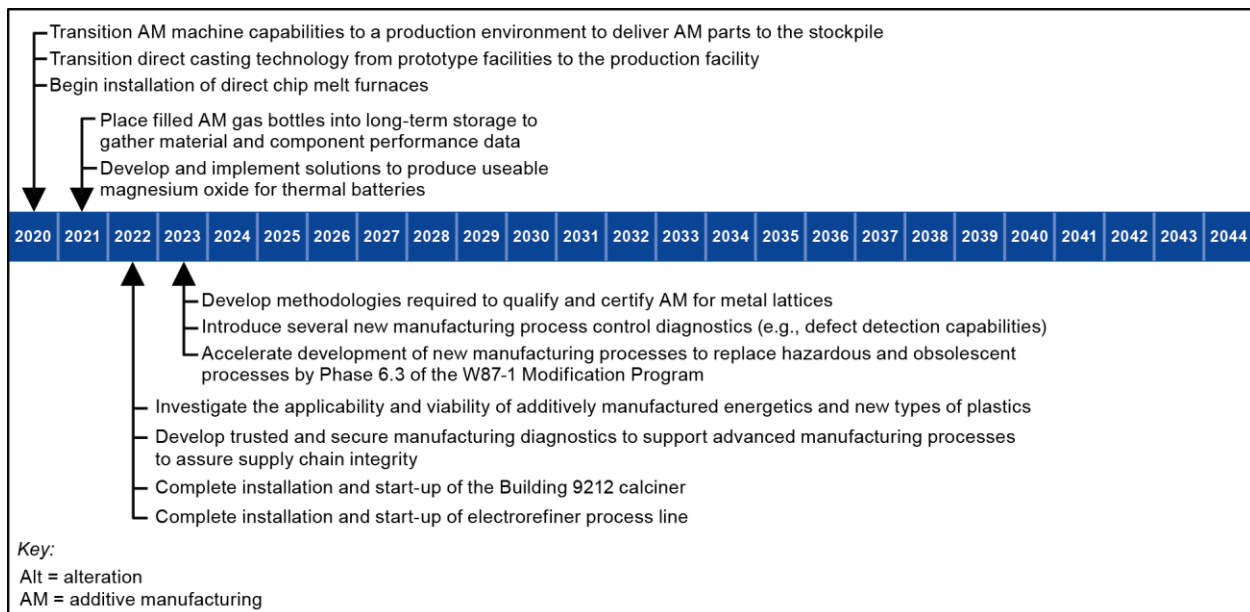 Transition AM machine capabilities to a production environment to deliver AM parts to the stockpile
Transition direct casting technology from prototype facilities to the production facility
Begin installation of direct chip melt furnaces
Place filled AM gas bottles into long-term storage to
gather material and component performance data
Develop and implement solutions to produce useable
magnesium oxide for thermal batteries
2020 2021 2022 2023 2024 2025 2026 2027 2028 2029 2030 2031 2032 2033 2034 2035 2036 2037 2038 2039 2040 2041 2042 2043 2044
Develop methodologies required to qualify and certify AM for metal lattices
Introduce several new manufacturing process control diagnostics (e.g., defect detection capabilities)
Accelerate development of new manufacturing processes to replace hazardous and obsolescent
processes by Phase 6.3 of the W87-1 Modification Program
Investigate the applicability and viability of additively manufactured energetics and new types of plastics
Develop trusted and secure manufacturing diagnostics to support advanced manufacturing processes
to assure supply chain integrity
Complete installation and start-up of the Building 9212 calciner
Complete installation and start-up of electrorefiner process line
Key:
Alt = alteration
AM = additive manufacturing